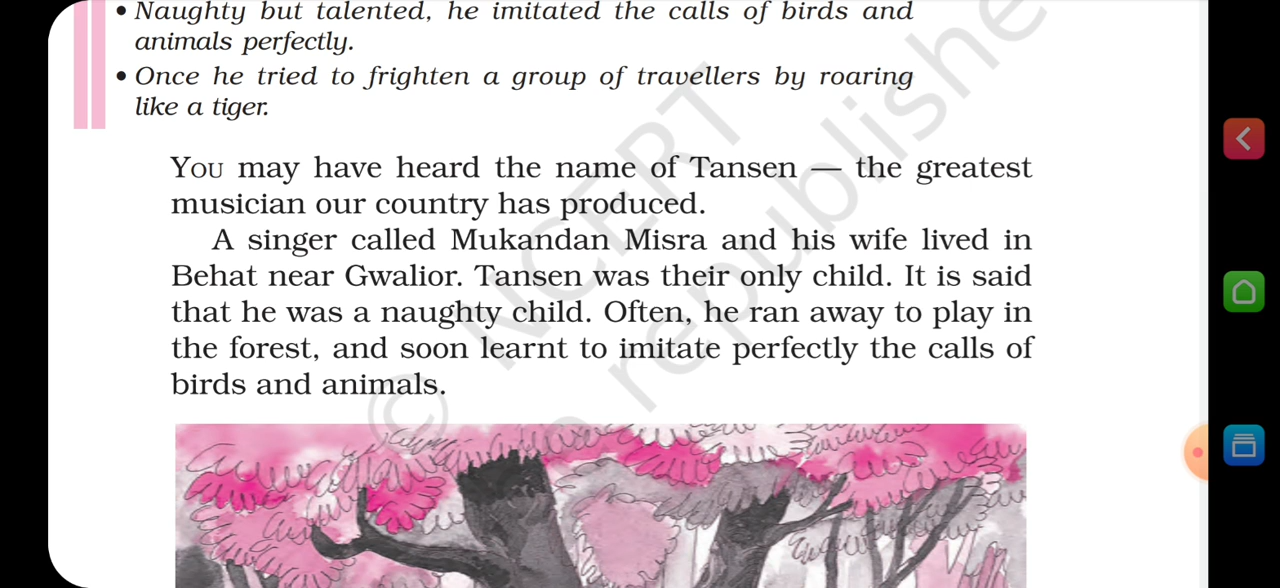 • Naughty but talented, he imitated the calls of birds and
animals perfectly.
• Once he tried to frighten a group of travellers by roaring
like a tiger.
You may have heard the name of Tansen — the greatest
musician our country has produced.
A singer called Mukandan Misra and his wife lived in
Behat near Gwalior. Tansen was their only child. It is said
that he was a naughty child. Often, he ran away to play in
the forest, and soon learnt to imitate perfectly the calls of
birds and animals.
© NCERT
republishe